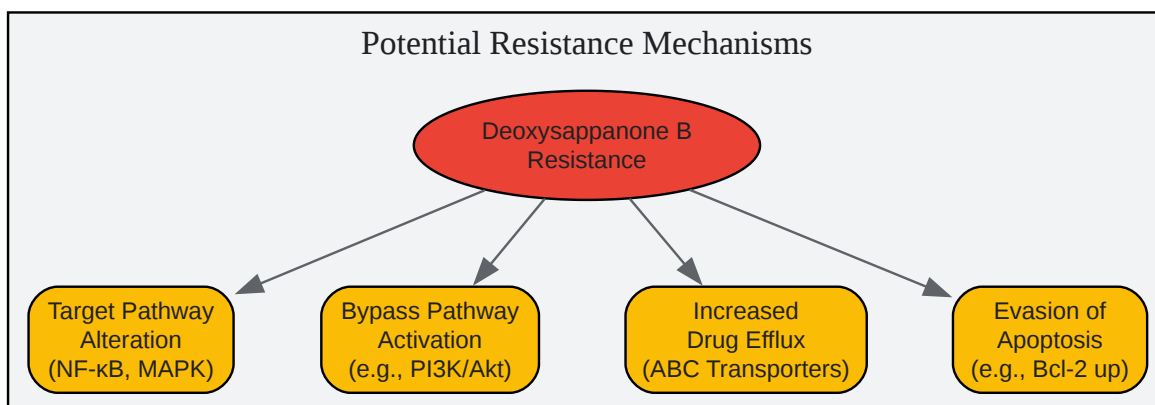 Potential Resistance Mechanisms
Deoxysappanone B
Resistance
Target Pathway
Alteration
(NF-κB, MAPK)
Bypass Pathway
Activation
(e.g., PI3K/Akt)
Increased
Drug Efflux
(ABC Transporters)
Evasion of
Apoptosis
(e.g., Bcl-2 up)